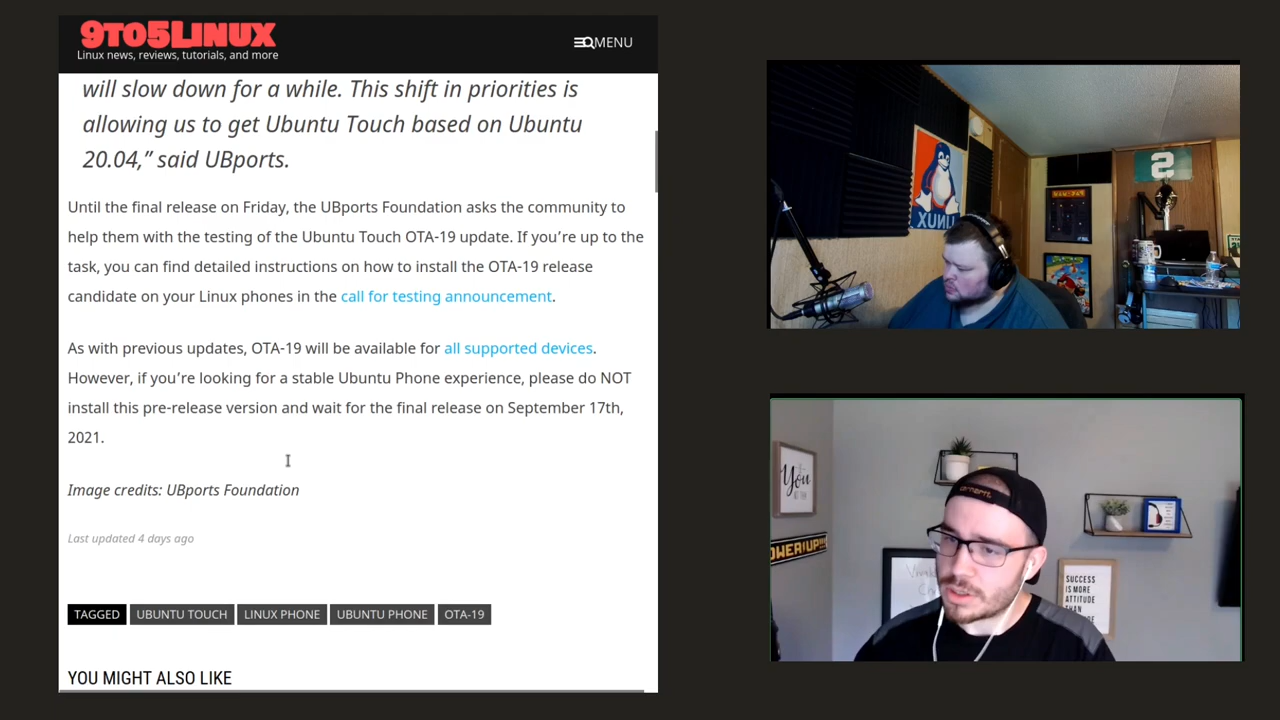 9TO5LINUX
Linux news, reviews, tutorials, and more
MENU
will slow down for a while. This shift in priorities is
allowing us to get Ubuntu Touch based on Ubuntu
20.04,” said UBports.
Until the final release on Friday, the UBports Foundation asks the community to
help them with the testing of the Ubuntu Touch OTA-19 update. If you’re up to the
task, you can find detailed instructions on how to install the OTA-19 release
candidate on your Linux phones in the call for testing announcement.
As with previous updates, OTA-19 will be available for all supported devices.
However, if you’re looking for a stable Ubuntu Phone experience, please do NOT
install this pre-release version and wait for the final release on September 17th,
2021.
Image credits: UBports Foundation
Last updated 4 days ago
TAGGED UBUNTU TOUCH LINUX PHONE UBUNTU PHONE OTA-19
YOU MIGHT ALSO LIKE
XUNIL
You
OWER UP!!!
SUCCESS
IS MORE
ATTITUDE
THAN